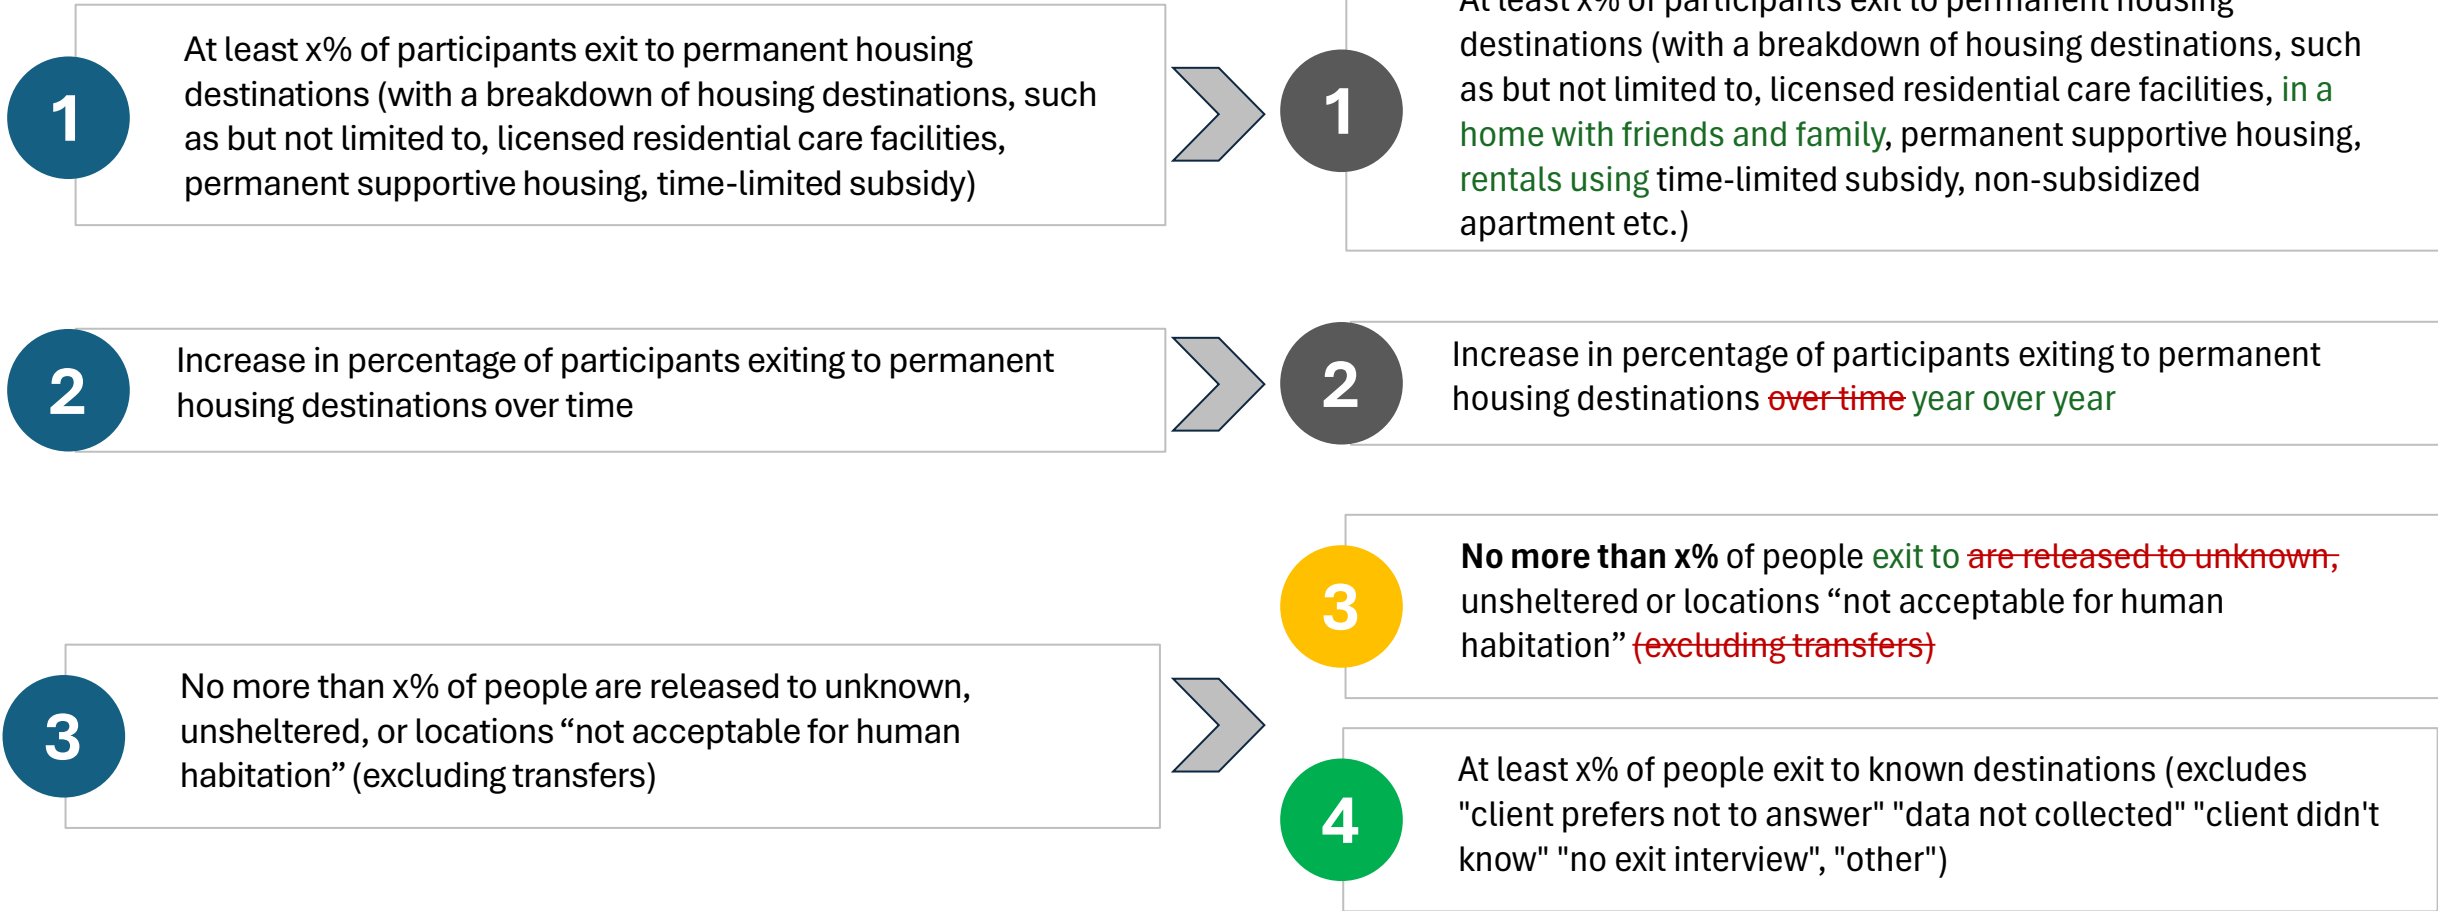 1
At least x% of participants exit to permanent housing
destinations (with a breakdown of housing destinations, such
as but not limited to, licensed residential care facilities,
permanent supportive housing, time-limited subsidy)
1
At least x% of participants exit to permanent housing
destinations (with a breakdown of housing destinations, such
as but not limited to, licensed residential care facilities, in a
home with friends and family, permanent supportive housing,
rentals using time-limited subsidy, non-subsidized
apartment etc.)
2
Increase in percentage of participants exiting to permanent
housing destinations over time
2
Increase in percentage of participants exiting to permanent
housing destinations over time year over year
3
No more than x% of people are released to unknown,
unsheltered, or locations “not acceptable for human
habitation” (excluding transfers)
3
No more than x% of people exit to are released to unknown,
unsheltered or locations “not acceptable for human
habitation” (excluding transfers)
4
At least x% of people exit to known destinations (excludes
"client prefers not to answer" "data not collected" "client didn't
know" "no exit interview", "other")